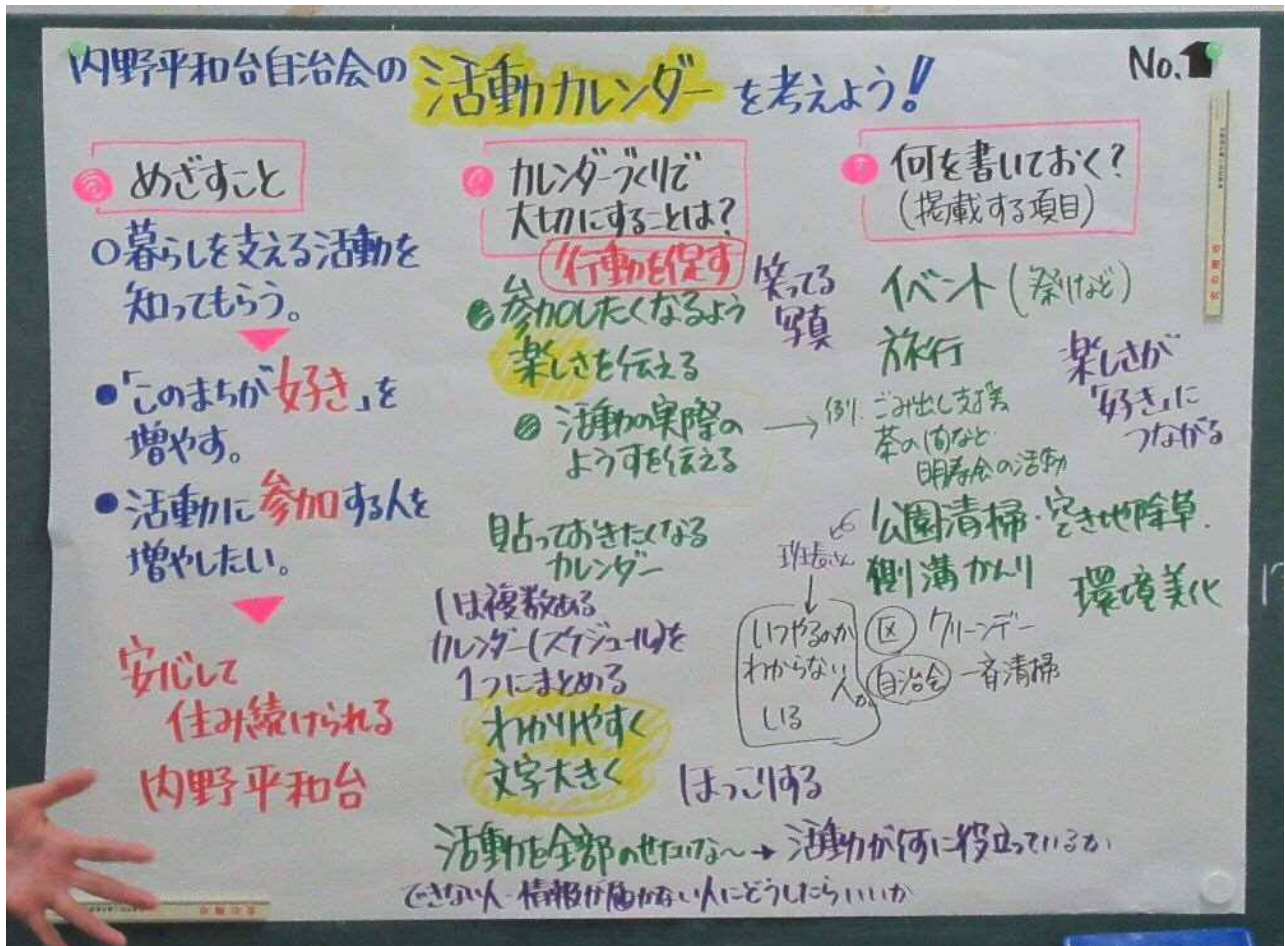 内野平和台自治会の 活動カレンダー を考えよう!
No.1
めざすこと
○暮らしを支える活動を
知ってもらう。
●「このまちが好き」を
増やす。
●活動に参加する人を
増やしたい。
安心して
住み続けられる
内野平和台
カレンダーづくりで
大切にすることは?
行動を促す
参加したくなるよう
楽しさを伝える
笑ってる
写真
活動の実際の
ようすを伝える
→例.ごみ出し支援
茶の間など
明寿会の活動
貼っておきたくなる
カレンダー
複数ある
カレンダー(スケジュール)を
1つにまとめる
わかりやすく
文字大きく
ほっこりする
何を書いておく?
(掲載する項目)
イベント(祭りなど)
旅行
楽しさが
「好き」に
つながる
公園清掃・空き地除草.
側溝かんり
環境美化
班長さん
いつやるのか
わからない
人が
いる
区 クリーンデー
自治会 一斉清掃
活動を全部のせたいな〜→活動が何に役立っているか
できない人・情報が届かない人にどうしたらいいか